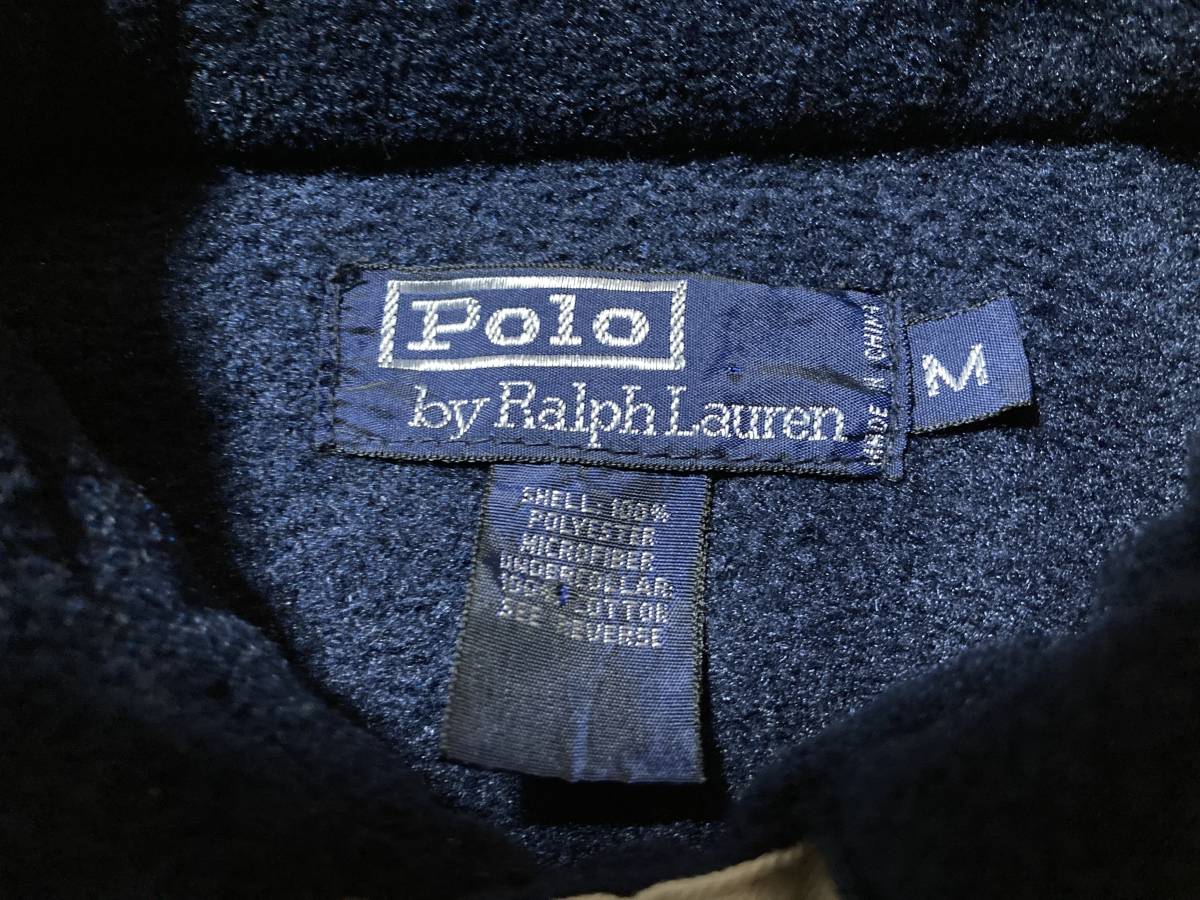 Polo
by Ralph Lauren
MADE IN CHINA
M
SHELL 100%
POLYESTER
MICROFIBER
UNDERCOLLAR
100% COTTON
SEE REVERSE